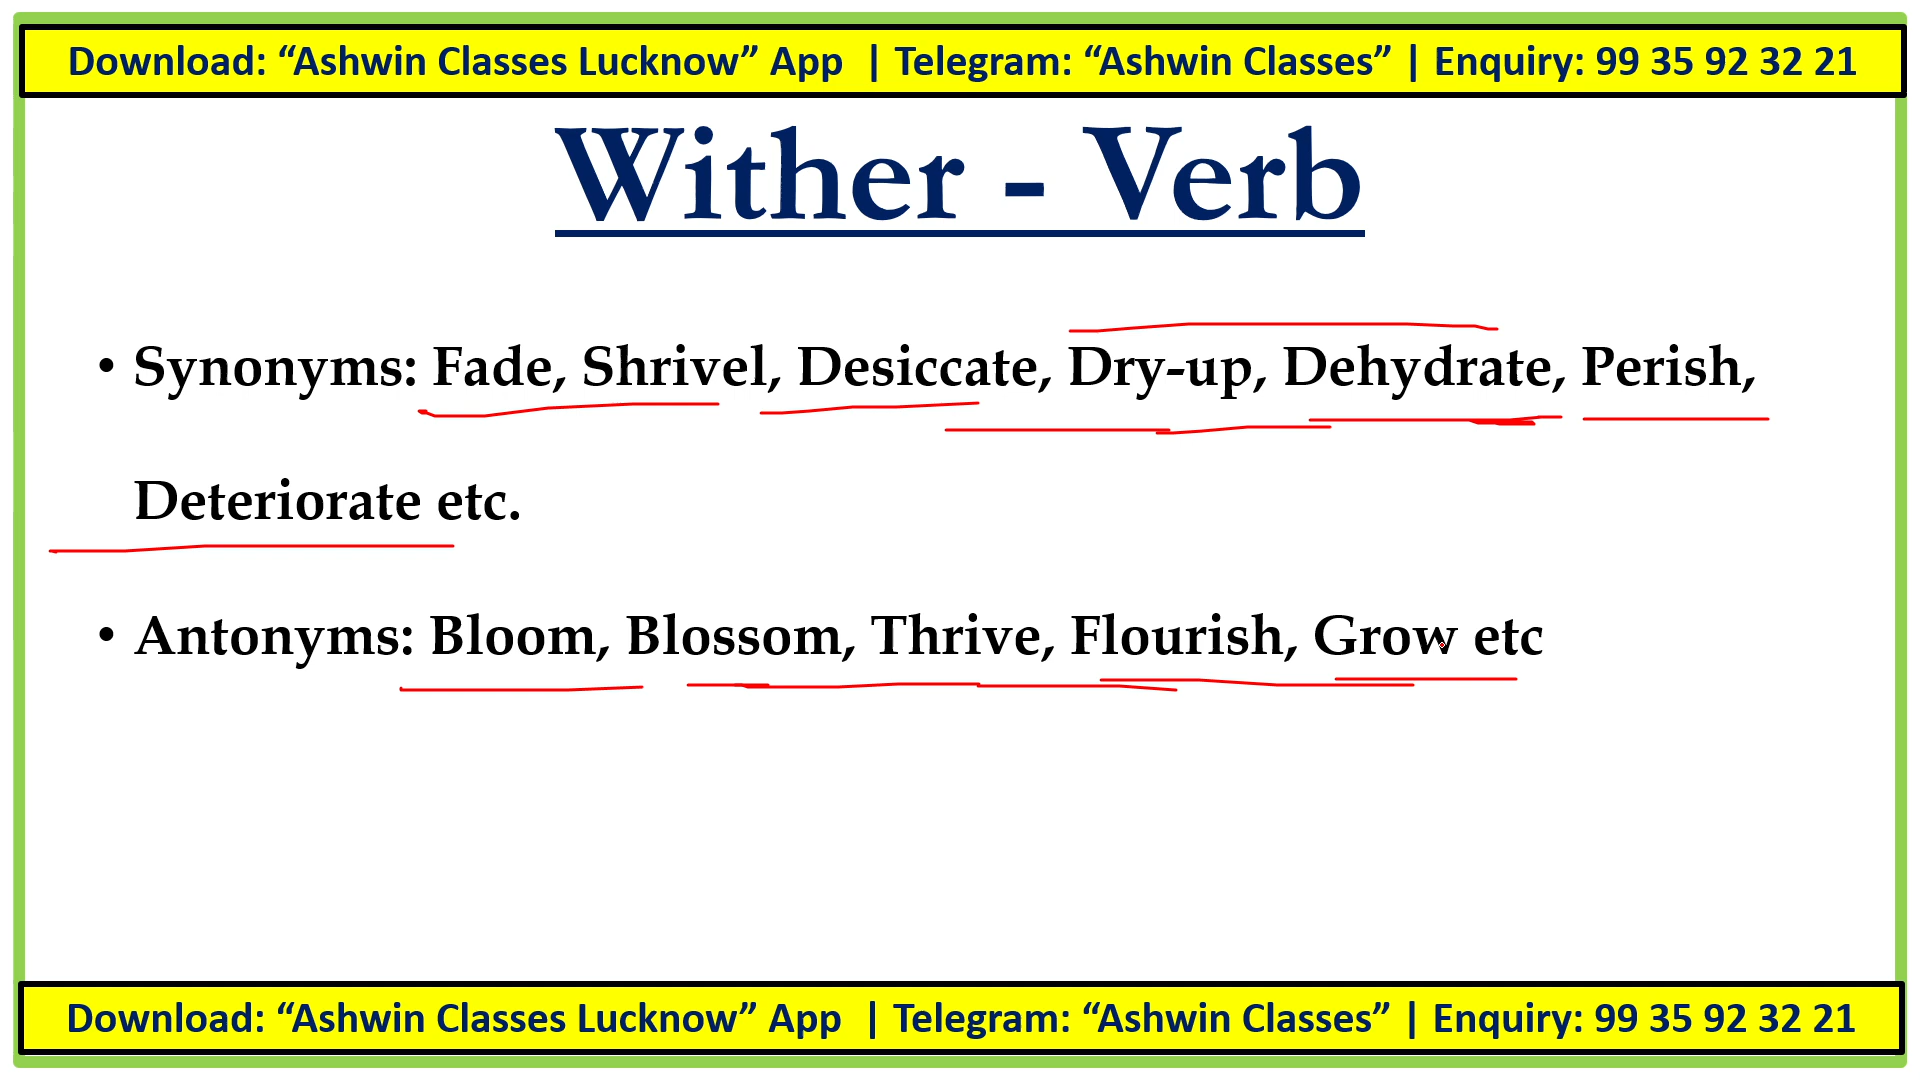 Download: “Ashwin Classes Lucknow” App | Telegram: “Ashwin Classes” | Enquiry: 99 35 92 32 21
Wither - Verb
• Synonyms: Fade, Shrivel, Desiccate, Dry-up, Dehydrate, Perish,
Deteriorate etc.
• Antonyms: Bloom, Blossom, Thrive, Flourish, Grow etc
Download: “Ashwin Classes Lucknow” App | Telegram: “Ashwin Classes” | Enquiry: 99 35 92 32 21